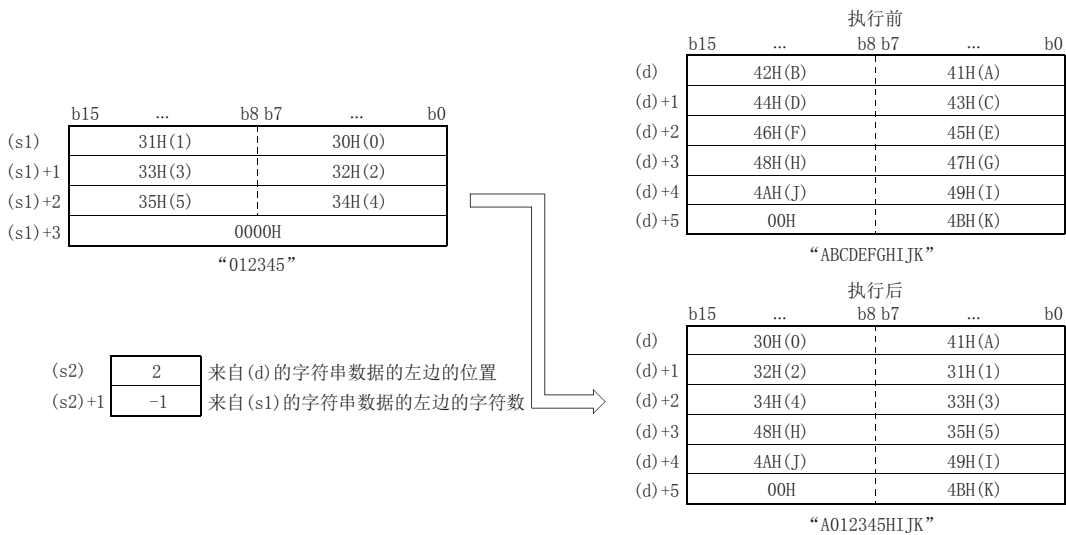 b15 ... b8 b7 ... b0
(s1) 31H(1) 30H(0)
(s1)+1 33H(3) 32H(2)
(s1)+2 35H(5) 34H(4)
(s1)+3 0000H
“012345”
(s2) 2 来自(d)的字符串数据的左边的位置
(s2)+1 -1 来自(s1)的字符串数据的左边的字符数
执行前
b15 ... b8 b7 ... b0
(d) 42H(B) 41H(A)
(d)+1 44H(D) 43H(C)
(d)+2 46H(F) 45H(E)
(d)+3 48H(H) 47H(G)
(d)+4 4AH(J) 49H(I)
(d)+5 00H 4BH(K)
“ABCDEFGHIJK”
执行后
b15 ... b8 b7 ... b0
(d) 30H(0) 41H(A)
(d)+1 32H(2) 31H(1)
(d)+2 34H(4) 33H(3)
(d)+3 48H(H) 35H(5)
(d)+4 4AH(J) 49H(I)
(d)+5 00H 4BH(K)
“A012345HIJK”